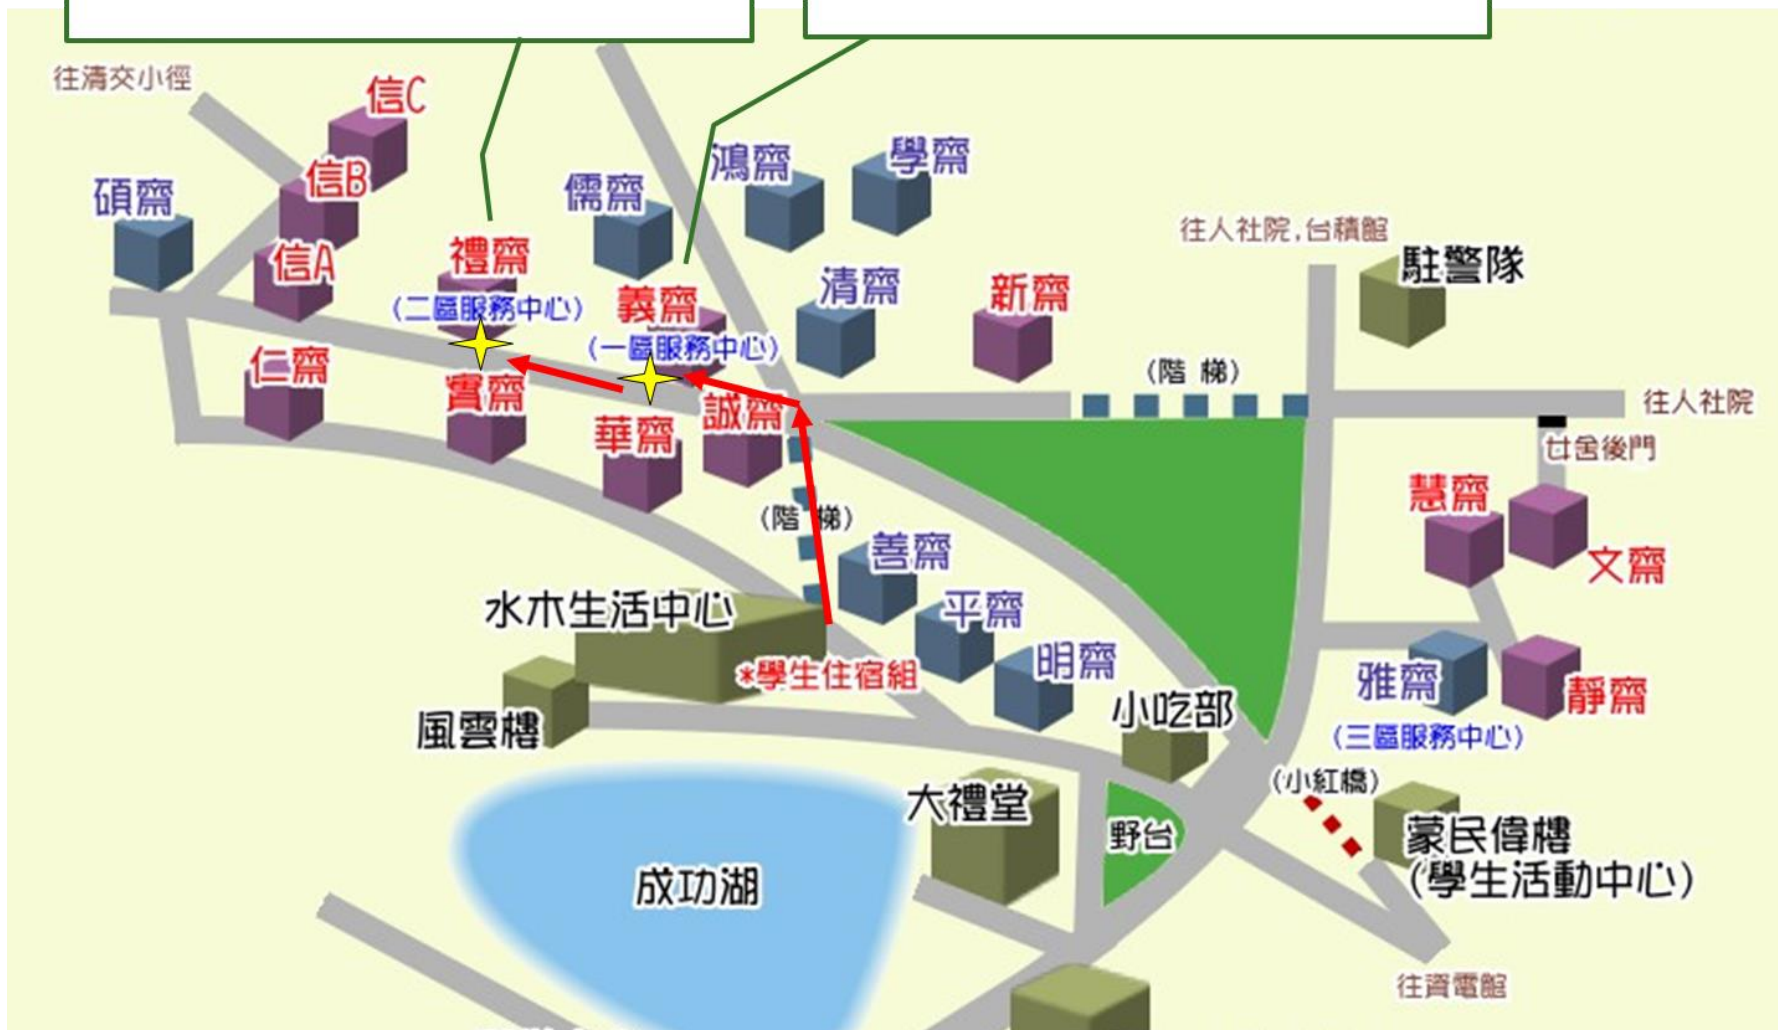 往清交小徑
信C
信B
碩齋
信A
禮齋
(二區服務中心)
儒齋
鴻齋
學齋
義齋
(一區服務中心)
清齋
新齋
往人社院,台積館
駐警隊
(階 梯)
往人社院
仁齋
實齋
華齋
誠齋
廿舍後門
慧齋
文齋
(階 梯)
善齋
水木生活中心
平齋
*學生住宿組
明齋
雅齋
靜齋
(三區服務中心)
風雲樓
小吃部
(小紅橋)
大禮堂
野台
蒙民偉樓
(學生活動中心)
成功湖
往資電館